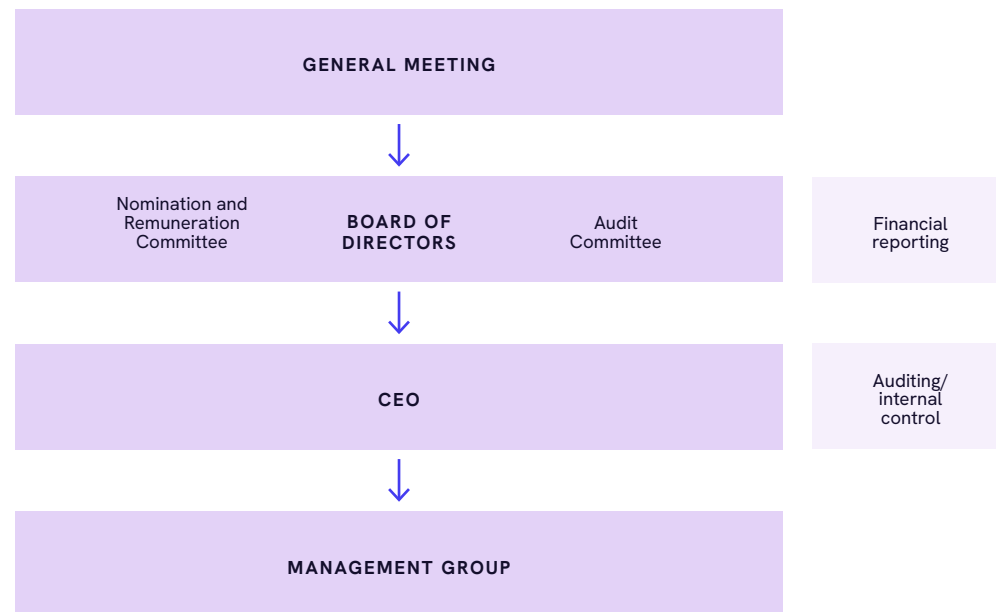 GENERAL MEETING
Nomination and
Remuneration
Committee
BOARD OF
DIRECTORS
Audit
Committee
Financial
reporting
CEO
Auditing/
internal
control
MANAGEMENT GROUP